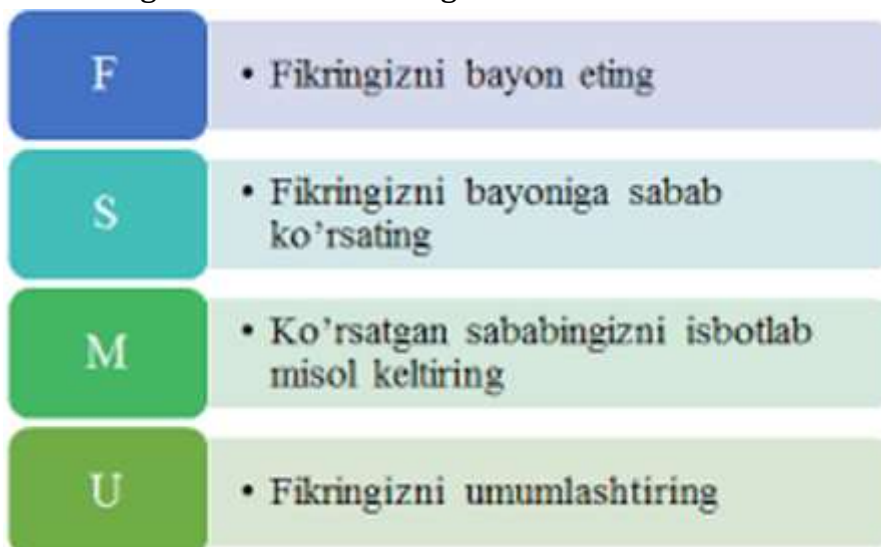 F
• Fikringizni bayon eting
S
• Fikringizni bayoniga sabab
ko'rsating
M
• Ko'rsatgan sababingizni isbotlab
misol keltiring
U
• Fikringizni umumlashtiring